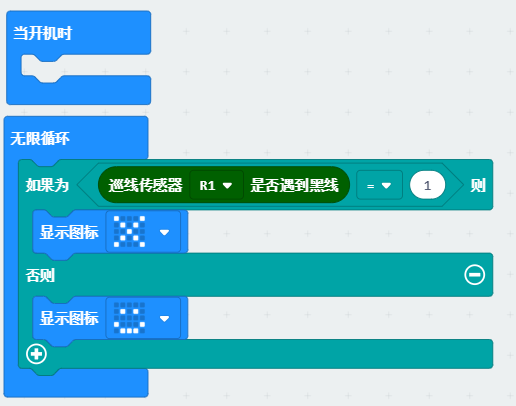 当开机时
无限循环
如果为 巡线传感器 R1 是否遇到黑线 = 1 则
显示图标
否则
显示图标